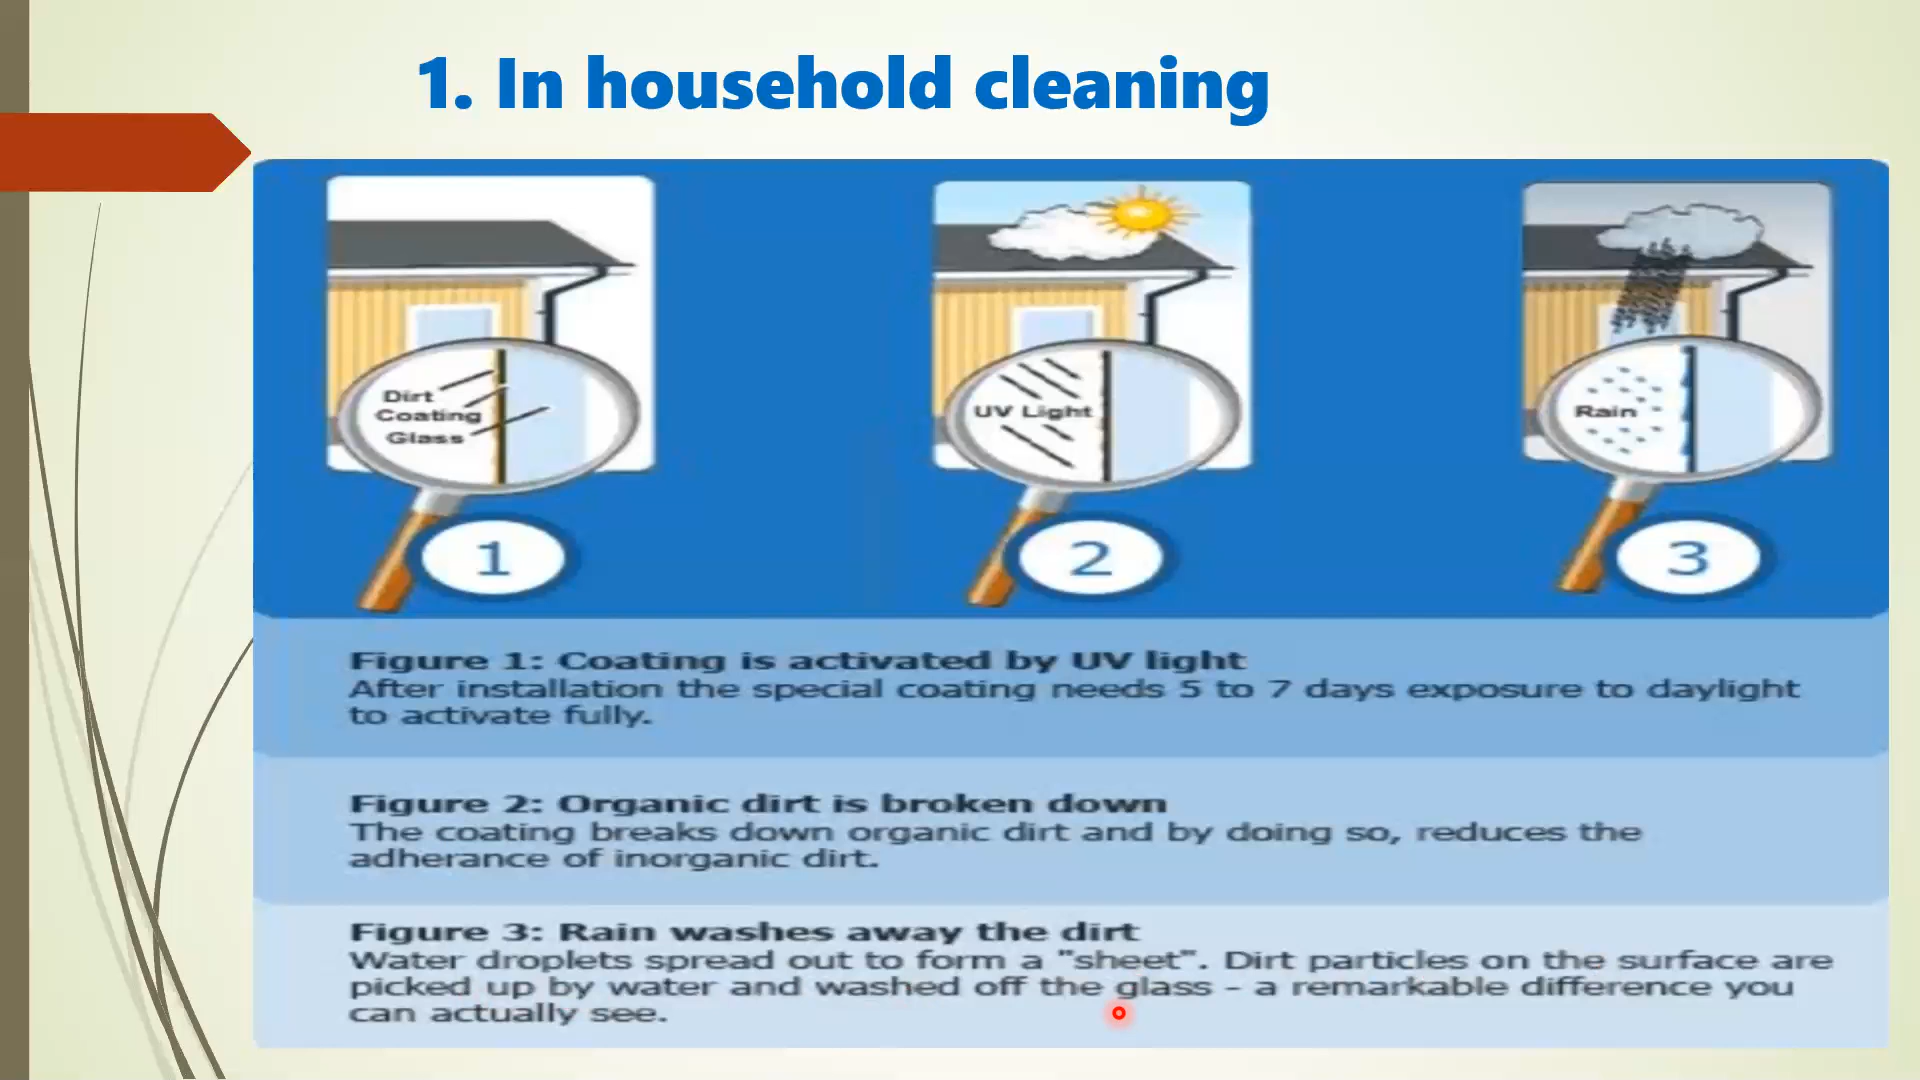 1. In household cleaning
Dirt
Coating
Glass
UV Light
Rain
1
2
3
Figure 1: Coating is activated by UV light
After installation the special coating needs 5 to 7 days exposure to daylight
to activate fully.
Figure 2: Organic dirt is broken down
The coating breaks down organic dirt and by doing so, reduces the
adherance of inorganic dirt.
Figure 3: Rain washes away the dirt
Water droplets spread out to form a "sheet". Dirt particles on the surface are
picked up by water and washed off the glass - a remarkable difference you
can actually see.